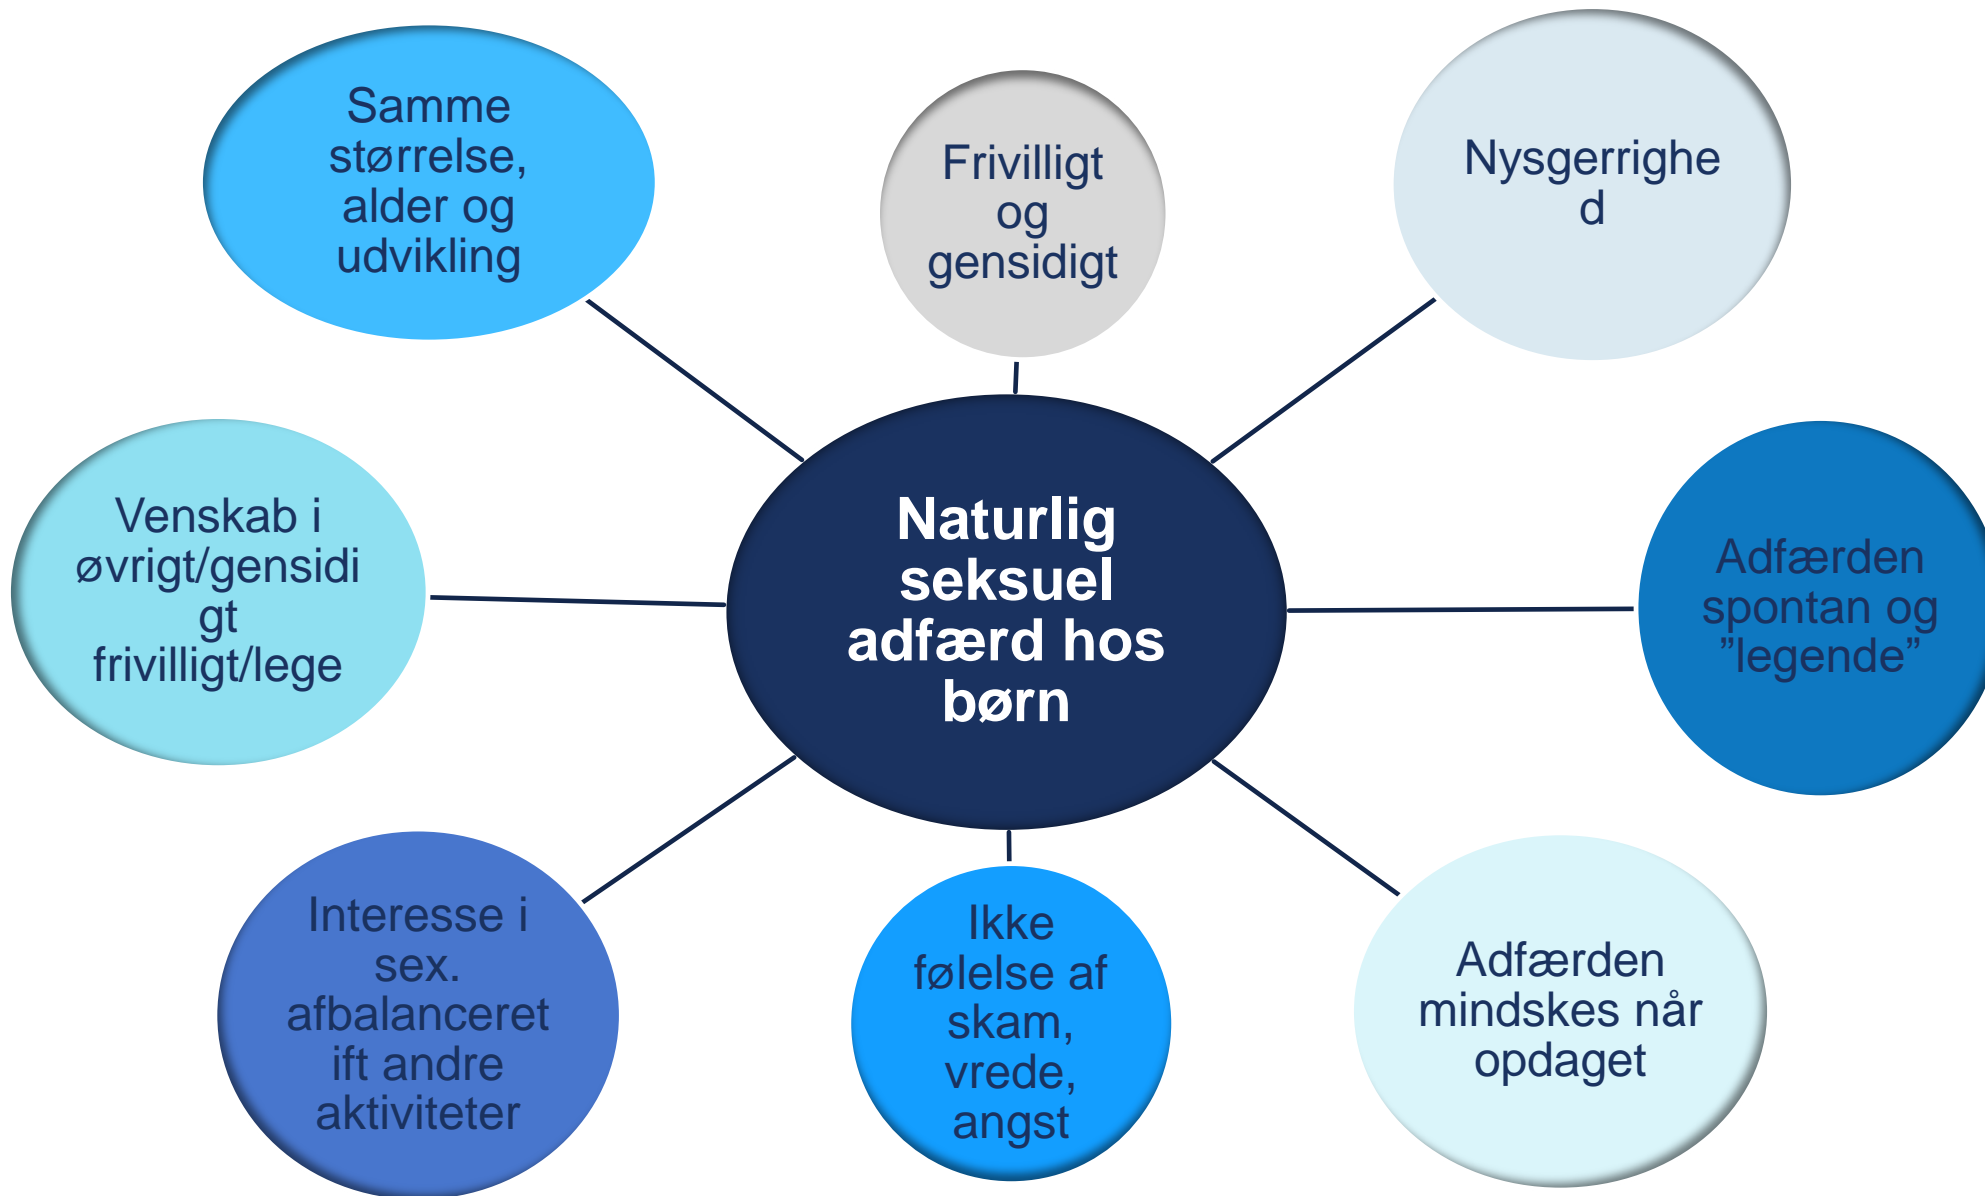 Samme
størrelse,
alder og
udvikling
Frivilligt
og
gensidigt
Nysgerrighe
d
Venskab i
øvrigt/gensidi
gt
frivilligt/lege
Naturlig
seksuel
adfærd hos
børn
Adfærden
spontan og
”legende”
Interesse i
sex.
afbalanceret
ift andre
aktiviteter
Ikke
følelse af
skam,
vrede,
angst
Adfærden
mindskes når
opdaget